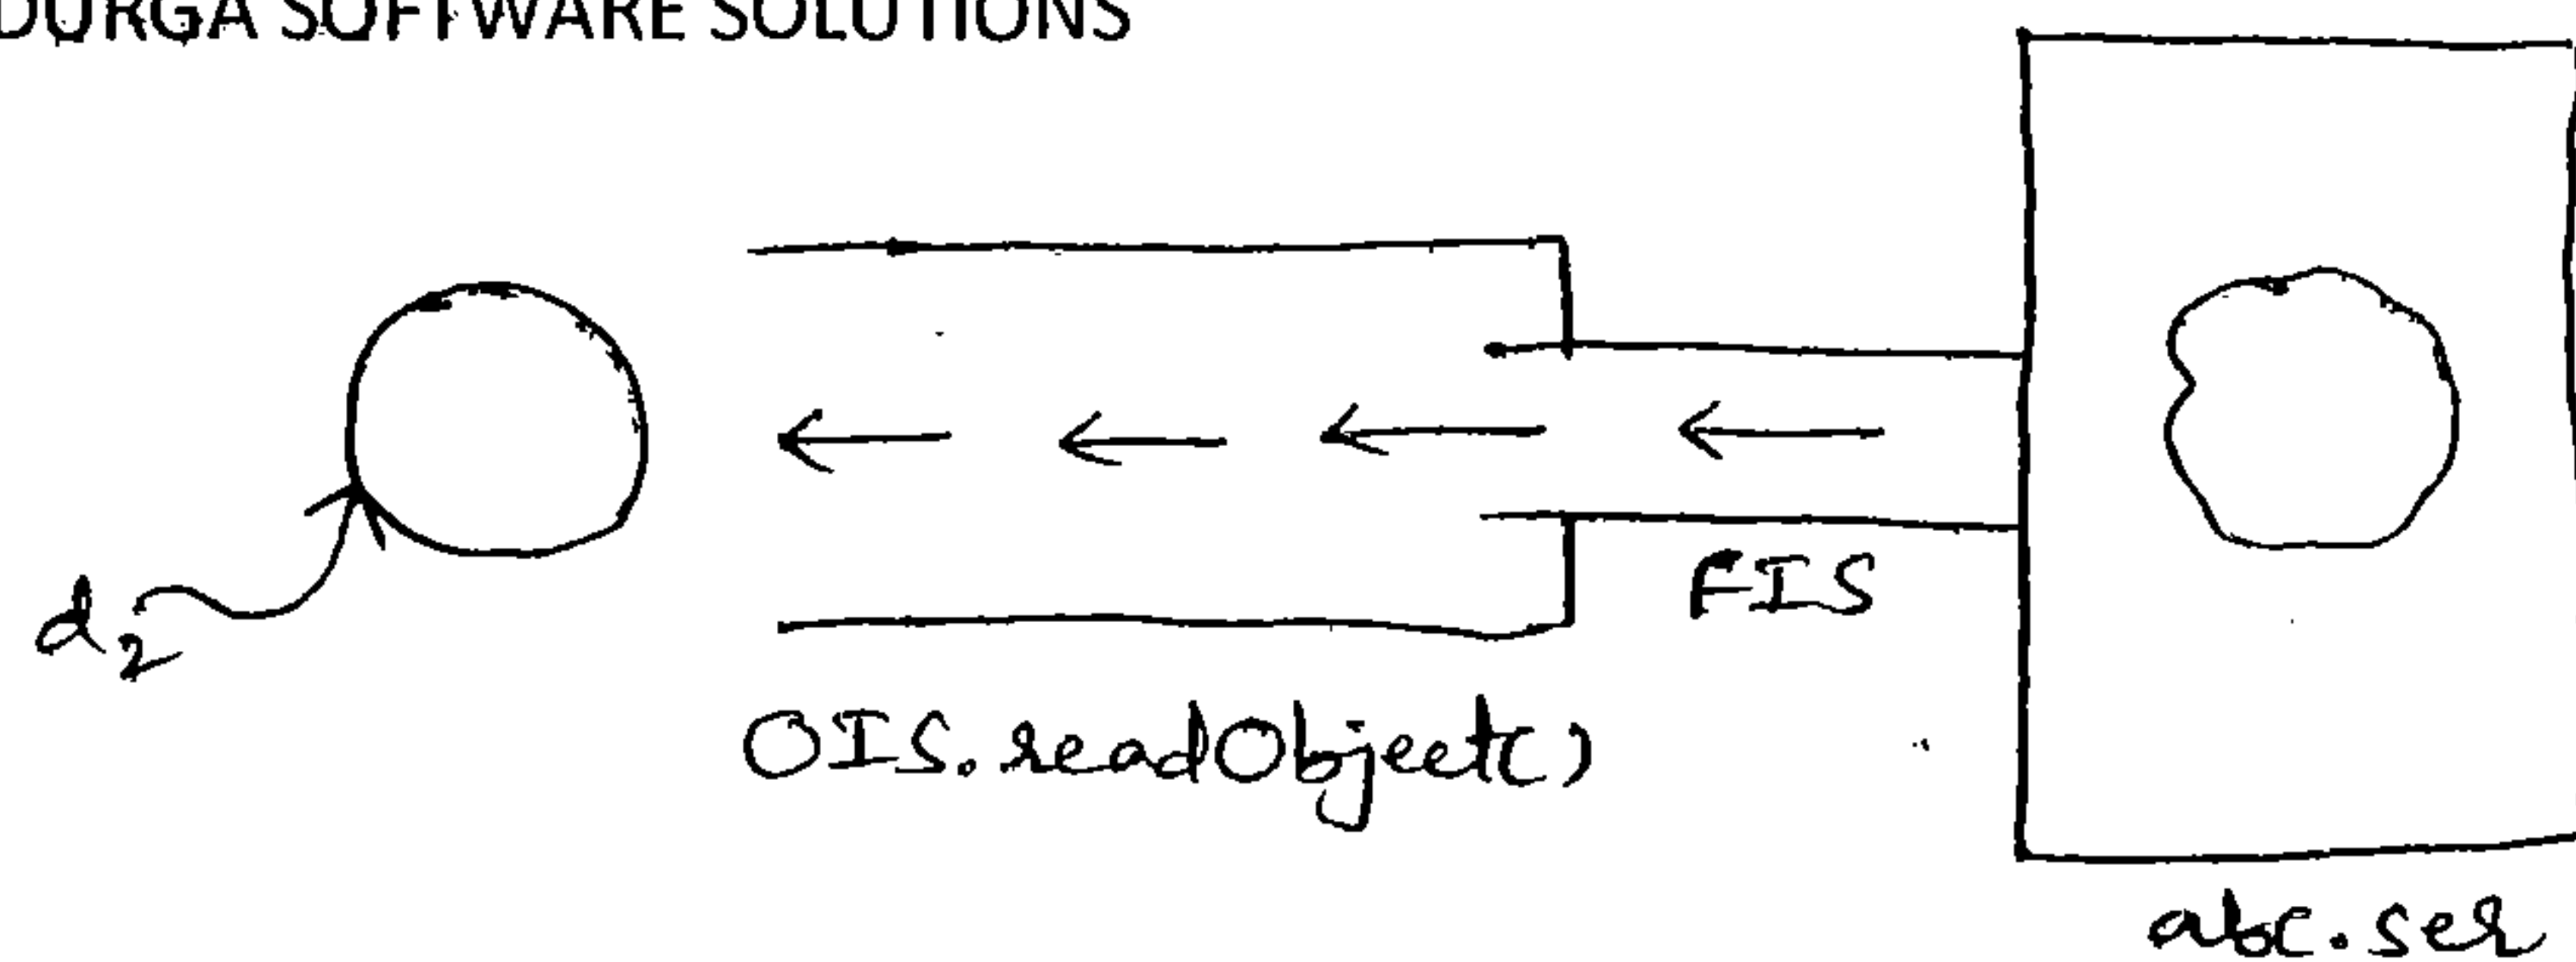 DURGA SOFTWARE SOLUTIONS
FIS
d2
OIS.readObject()
abc.ser